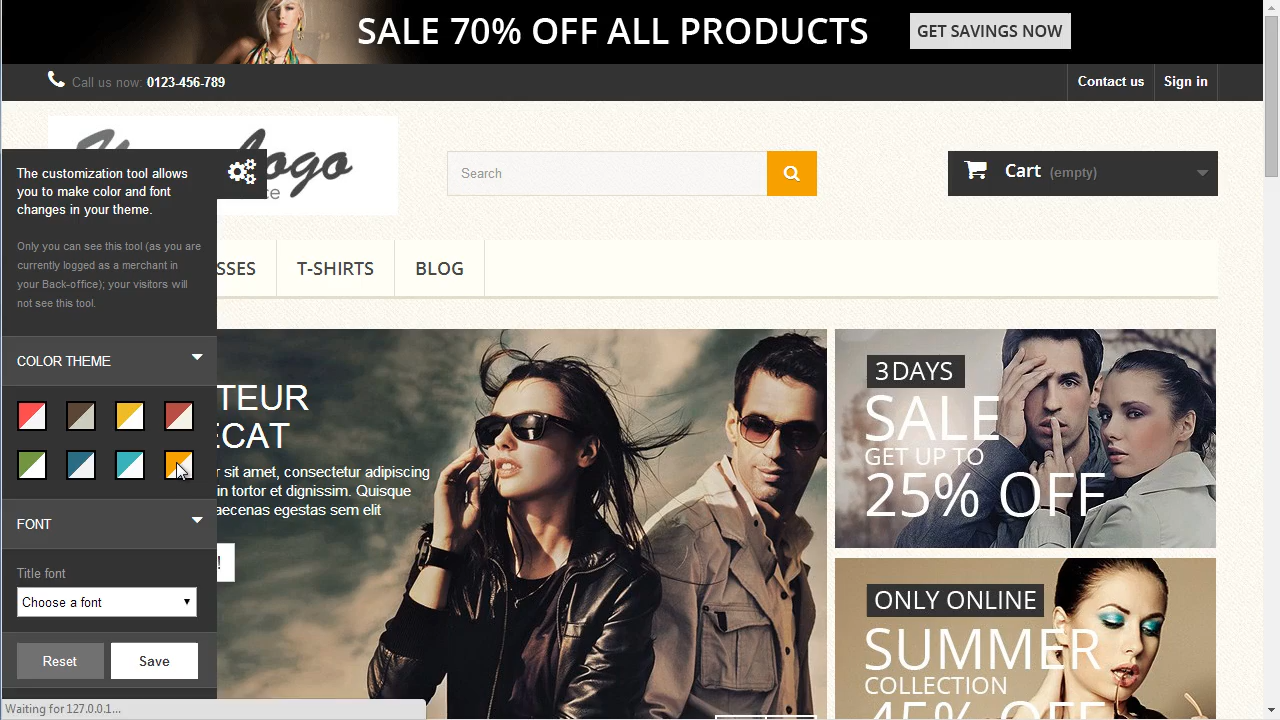 SALE 70% OFF ALL PRODUCTS
GET SAVINGS NOW
Call us now: 0123-456-789
Contact us
Sign in
logo
Search
Cart (empty)
The customization tool allows
you to make color and font
changes in your theme.
Only you can see this tool (as you are
currently logged as a merchant in
your Back-office); your visitors will
not see this tool.
SSES
T-SHIRTS
BLOG
COLOR THEME
TEUR
ECAT
r sit amet, consectetur adipiscing
in tortor et dignissim. Quisque
aecenas egestas sem elit
!
3 DAYS
SALE
GET UP TO
25% OFF
FONT
Title font
Choose a font
Reset
Save
ONLY ONLINE
SUMMER
COLLECTION
45% OFF
Waiting for 127.0.0.1...